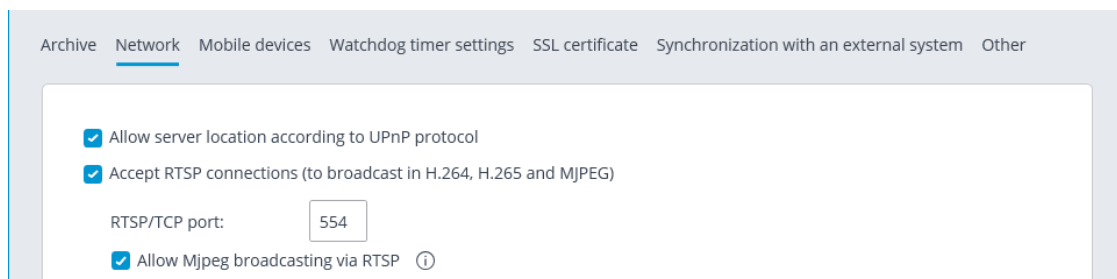 Archive Network Mobile devices Watchdog timer settings SSL certificate Synchronization with an external system Other
Allow server location according to UPnP protocol
Accept RTSP connections (to broadcast in H.264, H.265 and MJPEG)
RTSP/TCP port: 554
Allow Mjpeg broadcasting via RTSP